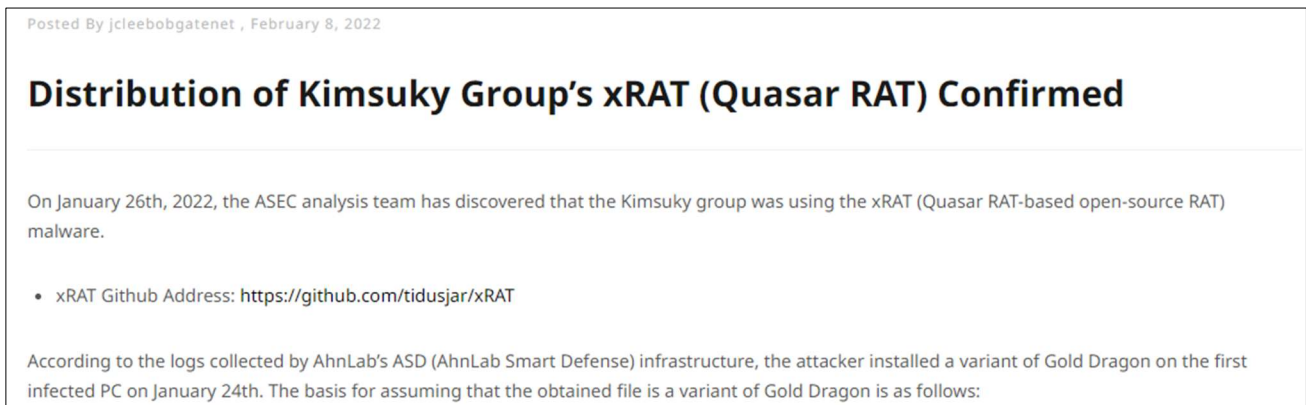 Posted By jcleebobgatenet , February 8, 2022
Distribution of Kimsuky Group’s xRAT (Quasar RAT) Confirmed
On January 26th, 2022, the ASEC analysis team has discovered that the Kimsuky group was using the xRAT (Quasar RAT-based open-source RAT)
malware.
• xRAT Github Address: https://github.com/tidusjar/xRAT
According to the logs collected by AhnLab’s ASD (AhnLab Smart Defense) infrastructure, the attacker installed a variant of Gold Dragon on the first
infected PC on January 24th. The basis for assuming that the obtained file is a variant of Gold Dragon is as follows: